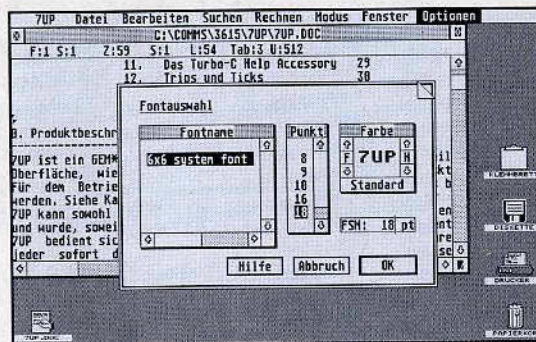 7UP Datei Bearbeiten Suchen Rechnen Modus Fenster Optionen
C:\COMMS\3615\7UP\7UP.DOC
F:1 S:1 Z:59 S:1 L:54 Tab:3 U:512
11. Das Turbo-C Help Accessory 29
12. Trips und Ticks 30
Fontauswahl
Fontname
6x6 system font
Punkt
8
9
10
16
18
Farbe
F 7UP H
Standard
FSM: 18 pt
Hilfe
Abbruch
OK
. Produktbeschr
7UP ist ein GEM
Oberfläche, wie
Für dem Betrie
werden. Siehe Ka
7UP kann sowohl
und wurde, sowei
7UP bedient sic
jeder sofort d
KLEMMBRETT
DISKETTE
DRUCKER
PAPIERKORB
7UP.DOC